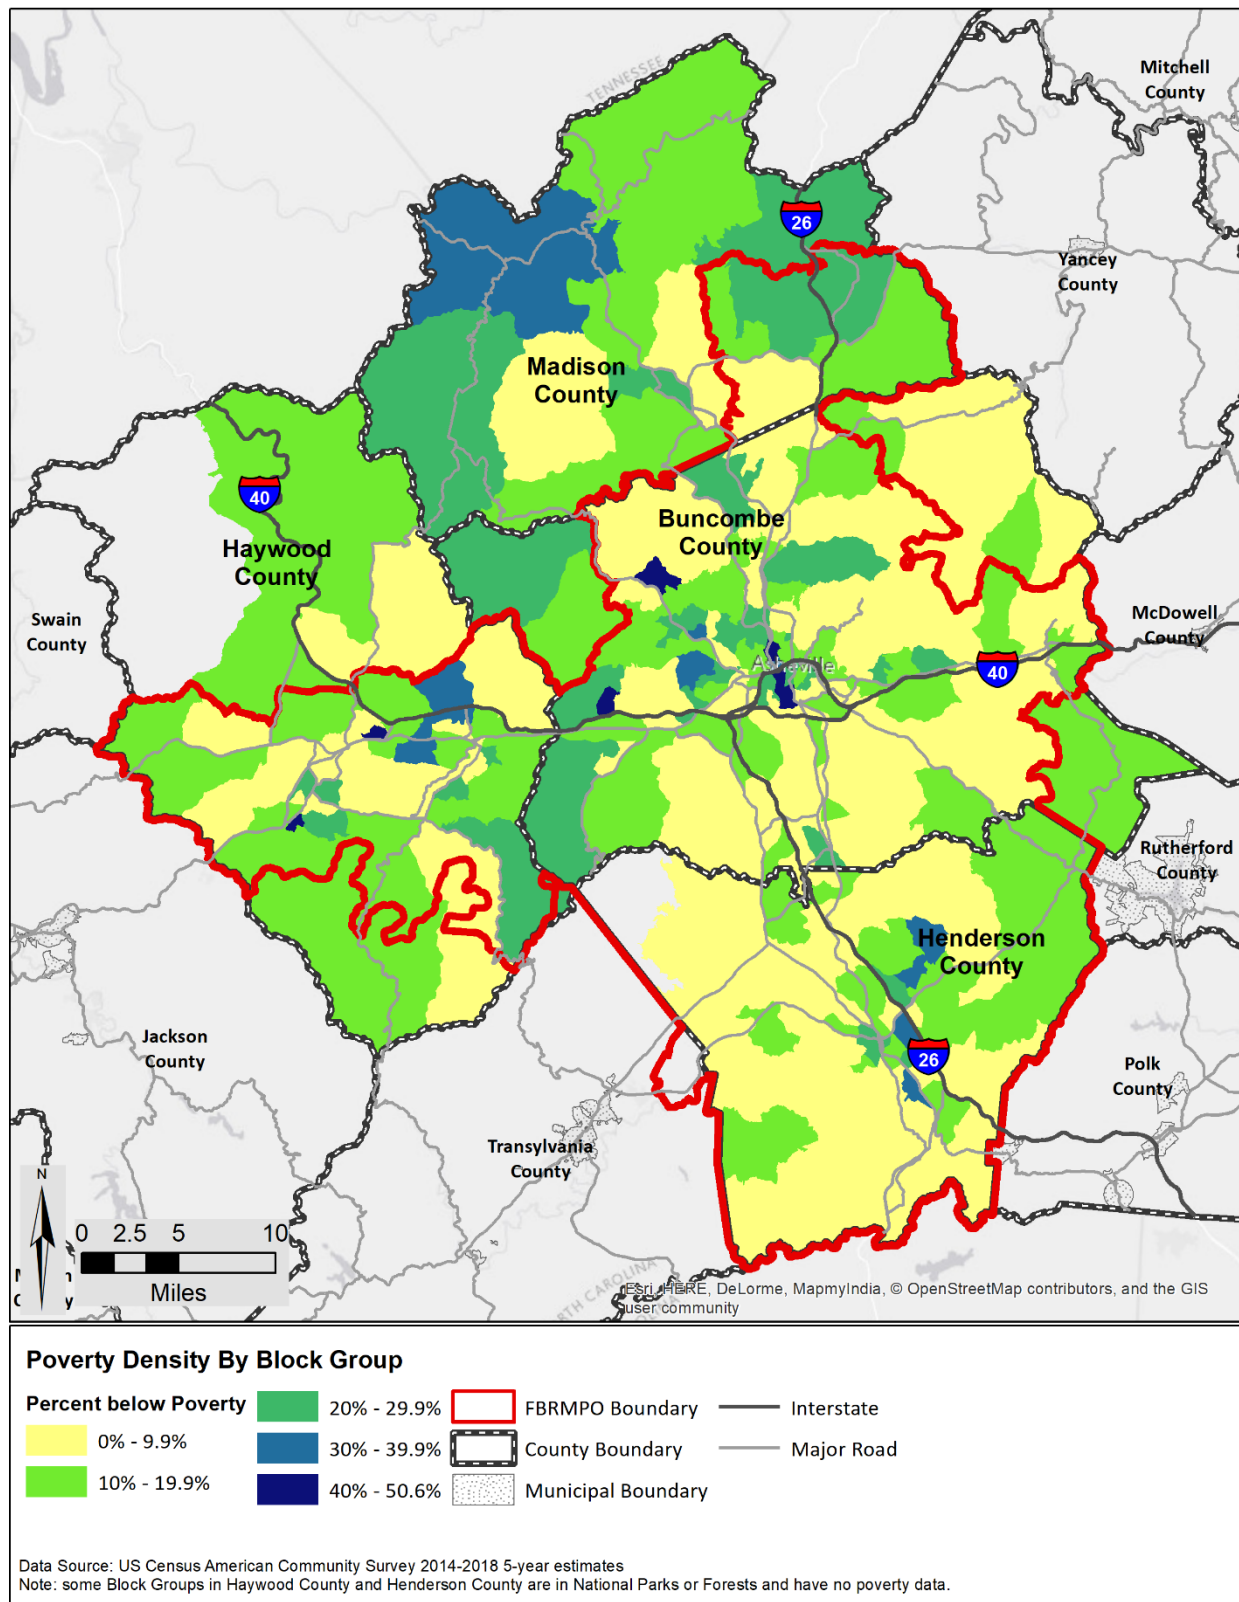 TENNESSEE
Mitchell
County
26
Yancey
County
Madison
County
40
Haywood
County
Buncombe
County
Swain
County
McDowell
County
Asheville
40
Rutherford
County
Henderson
County
Jackson
County
26
Polk
County
Transylvania
County
N
0 2.5 5 10
Miles
Esri, HERE, DeLorme, MapmyIndia, © OpenStreetMap contributors, and the GIS
user community
Poverty Density By Block Group
Percent below Poverty
0% - 9.9%
10% - 19.9%
20% - 29.9%
30% - 39.9%
40% - 50.6%
FBRMPO Boundary
County Boundary
Municipal Boundary
Interstate
Major Road
Data Source: US Census American Community Survey 2014-2018 5-year estimates
Note: some Block Groups in Haywood County and Henderson County are in National Parks or Forests and have no poverty data.